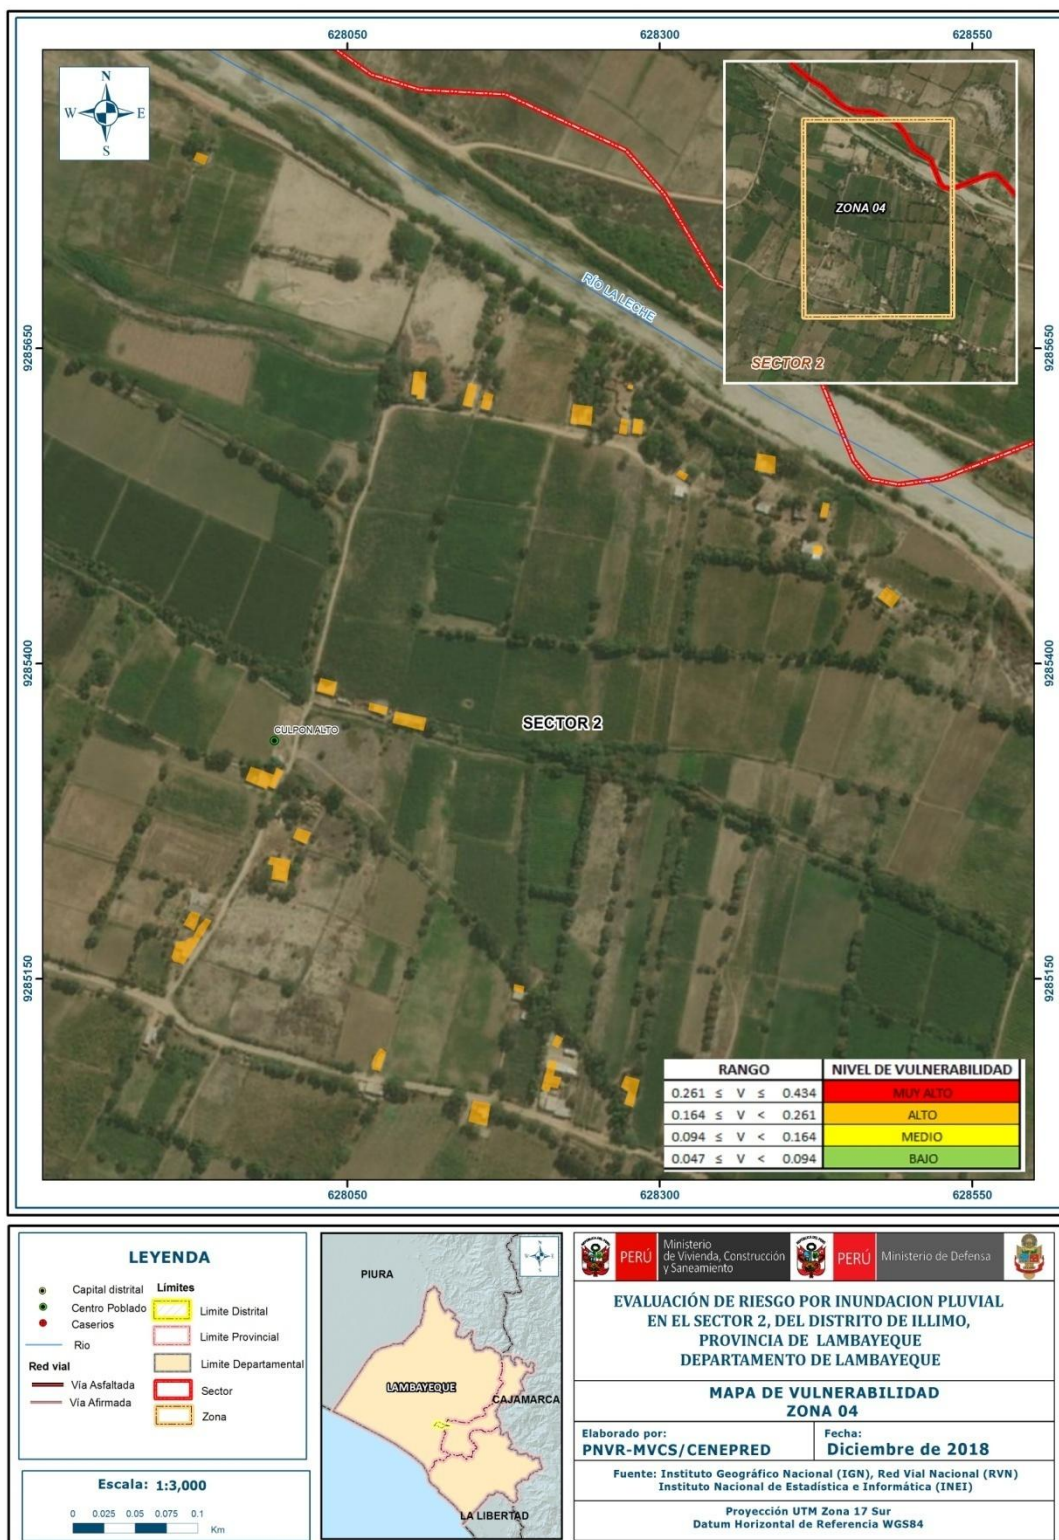 628050
628300
628550
N
W
E
S
ZONA 04
SECTOR 2
RÍO LA LECHE
9285650
9285650
9285400
9285400
SECTOR 2
CULPON ALTO
9285150
9285150
RANGO NIVEL DE VULNERABILIDAD
0.261 ≤ V ≤ 0.434 MUY ALTO
0.164 ≤ V < 0.261 ALTO
0.094 ≤ V < 0.164 MEDIO
0.047 ≤ V < 0.094 BAJO
628050
628300
628550
LEYENDA
Capital distrital
Centro Poblado
Caserios
Rio
Red vial
Vía Asfaltada
Vía Afirmada
Límites
Limite Distrital
Limite Provincial
Limite Departamental
Sector
Zona
Escala: 1:3,000
0 0.025 0.05 0.075 0.1
Km
PIURA
LAMBAYEQUE
CAJAMARCA
LA LIBERTAD
PERÚ
Ministerio
de Vivienda, Construcción
y Saneamiento
PERÚ
Ministerio de Defensa
EVALUACIÓN DE RIESGO POR INUNDACION PLUVIAL
EN EL SECTOR 2, DEL DISTRITO DE ILLIMO,
PROVINCIA DE LAMBAYEQUE
DEPARTAMENTO DE LAMBAYEQUE
MAPA DE VULNERABILIDAD
ZONA 04
Elaborado por:
PNVR-MVCS/CENEPRED
Fecha:
Diciembre de 2018
Fuente: Instituto Geográfico Nacional (IGN), Red Vial Nacional (RVN)
Instituto Nacional de Estadística e Informática (INEI)
Proyección UTM Zona 17 Sur
Datum Horizontal de Referencia WGS84